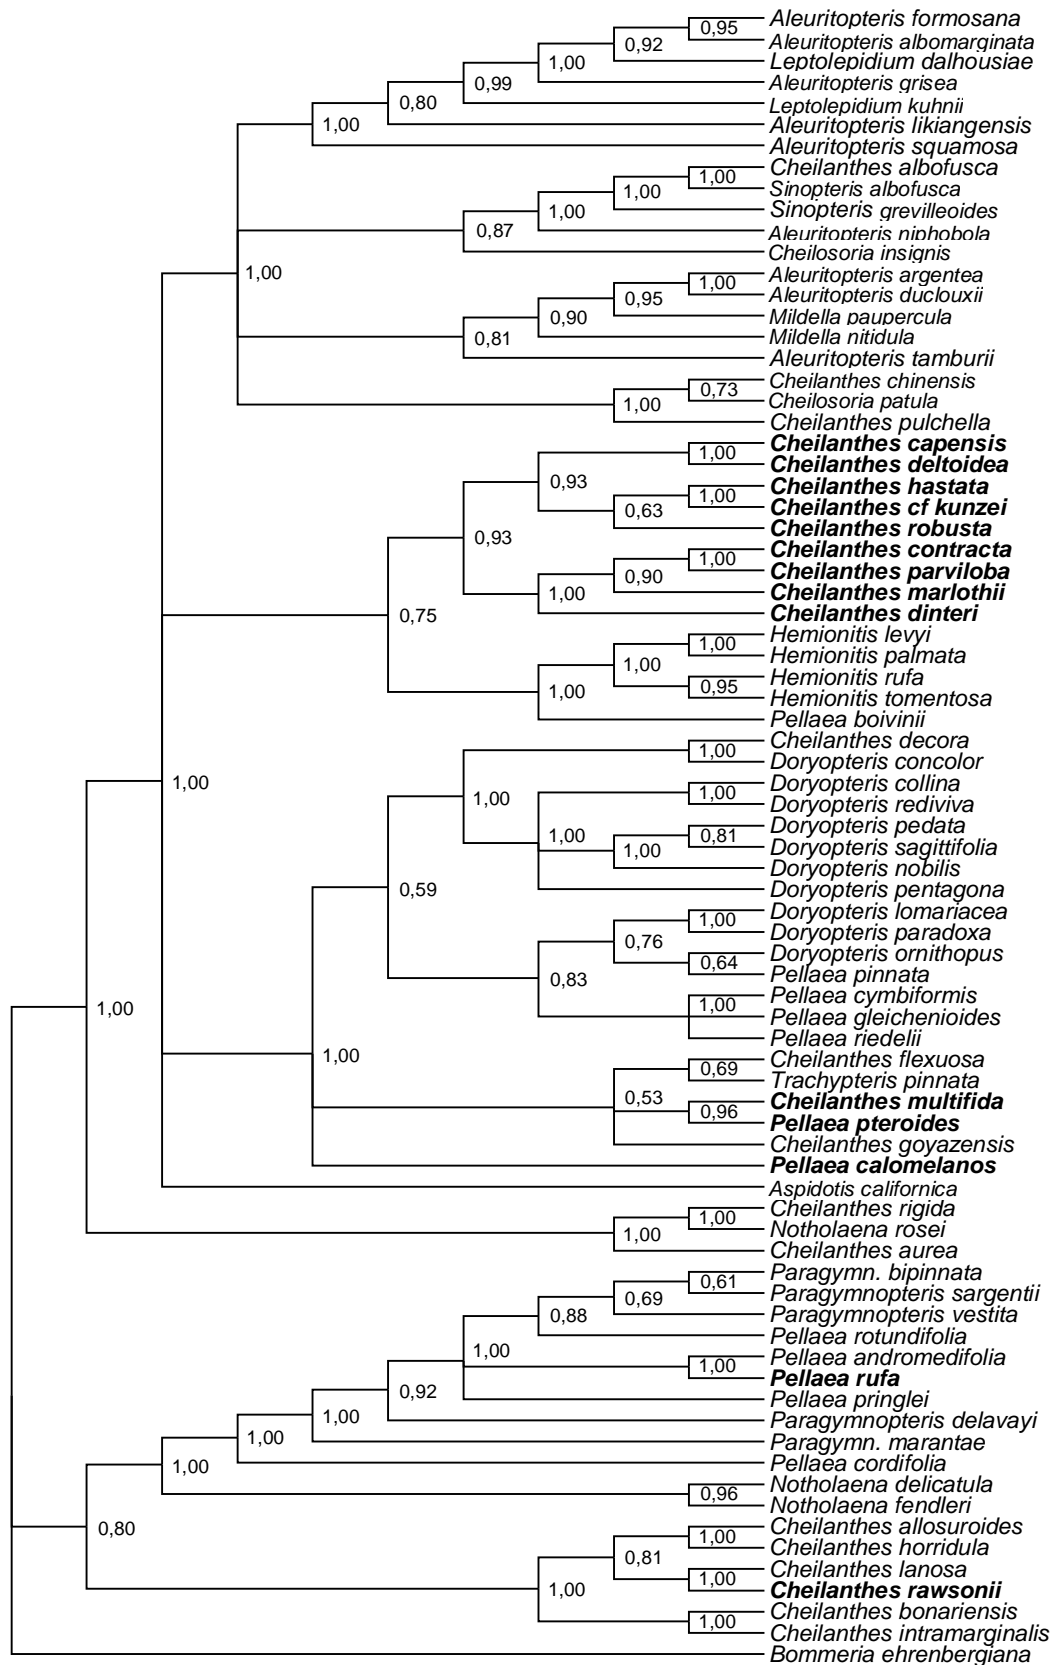 Aleuritopteris formosana
0,95
Aleuritopteris albomarginata
0,92
Leptolepidium dalhousiae
1,00
Aleuritopteris grisea
0,99
Leptolepidium kuhnii
0,80
Aleuritopteris likiangensis
1,00
Aleuritopteris squamosa
Cheilanthes albofusca
1,00
Sinopteris albofusca
1,00
Sinopteris grevilleoides
1,00
Aleuritopteris niphobola
0,87
Cheilosoria insignis
1,00
Aleuritopteris argentea
1,00
Aleuritopteris duclouxii
0,95
Mildella paupercula
0,90
Mildella nitidula
0,81
Aleuritopteris tamburii
Cheilanthes chinensis
0,73
Cheilosoria patula
1,00
Cheilanthes pulchella
Cheilanthes capensis
1,00
Cheilanthes deltoidea
0,93
Cheilanthes hastata
1,00
Cheilanthes cf kunzei
0,63
Cheilanthes robusta
0,93
Cheilanthes contracta
1,00
Cheilanthes parviloba
0,90
Cheilanthes marlothii
1,00
Cheilanthes dinteri
0,75
Hemionitis levyi
1,00
Hemionitis palmata
1,00
Hemionitis rufa
0,95
Hemionitis tomentosa
1,00
Pellaea boivinii
Cheilanthes decora
1,00
Doryopteris concolor
1,00
Doryopteris collina
1,00
Doryopteris rediviva
1,00
Doryopteris pedata
0,81
Doryopteris sagittifolia
1,00
Doryopteris nobilis
1,00
Doryopteris pentagona
0,59
Doryopteris lomariacea
1,00
Doryopteris paradoxa
0,76
Doryopteris ornithopus
0,64
Pellaea pinnata
0,83
Pellaea cymbiformis
1,00
Pellaea gleichenioides
1,00
Pellaea riedelii
1,00
Cheilanthes flexuosa
0,69
Trachypteris pinnata
0,53
Cheilanthes multifida
0,96
Pellaea pteroides
Cheilanthes goyazensis
Pellaea calomelanos
Aspidotis californica
Cheilanthes rigida
1,00
Notholaena rosei
1,00
Cheilanthes aurea
Paragymn. bipinnata
0,61
Paragymnopteris sargentii
0,69
Paragymnopteris vestita
0,88
Pellaea rotundifolia
1,00
Pellaea andromedifolia
1,00
Pellaea rufa
0,92
Pellaea pringlei
1,00
Paragymnopteris delavayi
1,00
Paragymn. marantae
1,00
Pellaea cordifolia
Notholaena delicatula
0,96
Notholaena fendleri
0,80
Cheilanthes allosuroides
1,00
Cheilanthes horridula
0,81
Cheilanthes lanosa
1,00
Cheilanthes rawsonii
1,00
Cheilanthes bonariensis
1,00
Cheilanthes intramarginalis
Bommeria ehrenbergiana